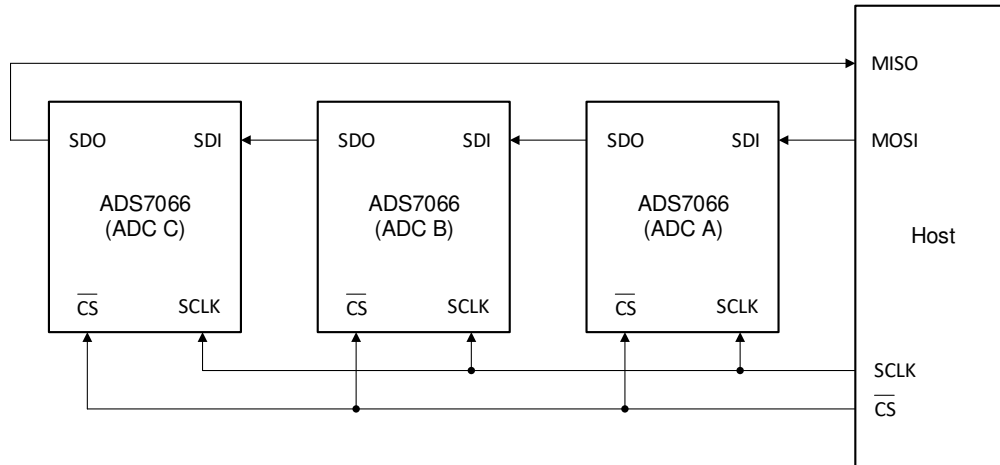 MISO
MOSI
Host
SCLK
CS
SDO SDI
ADS7066
(ADC C)
CS SCLK
SDO SDI
ADS7066
(ADC B)
CS SCLK
SDO SDI
ADS7066
(ADC A)
CS SCLK